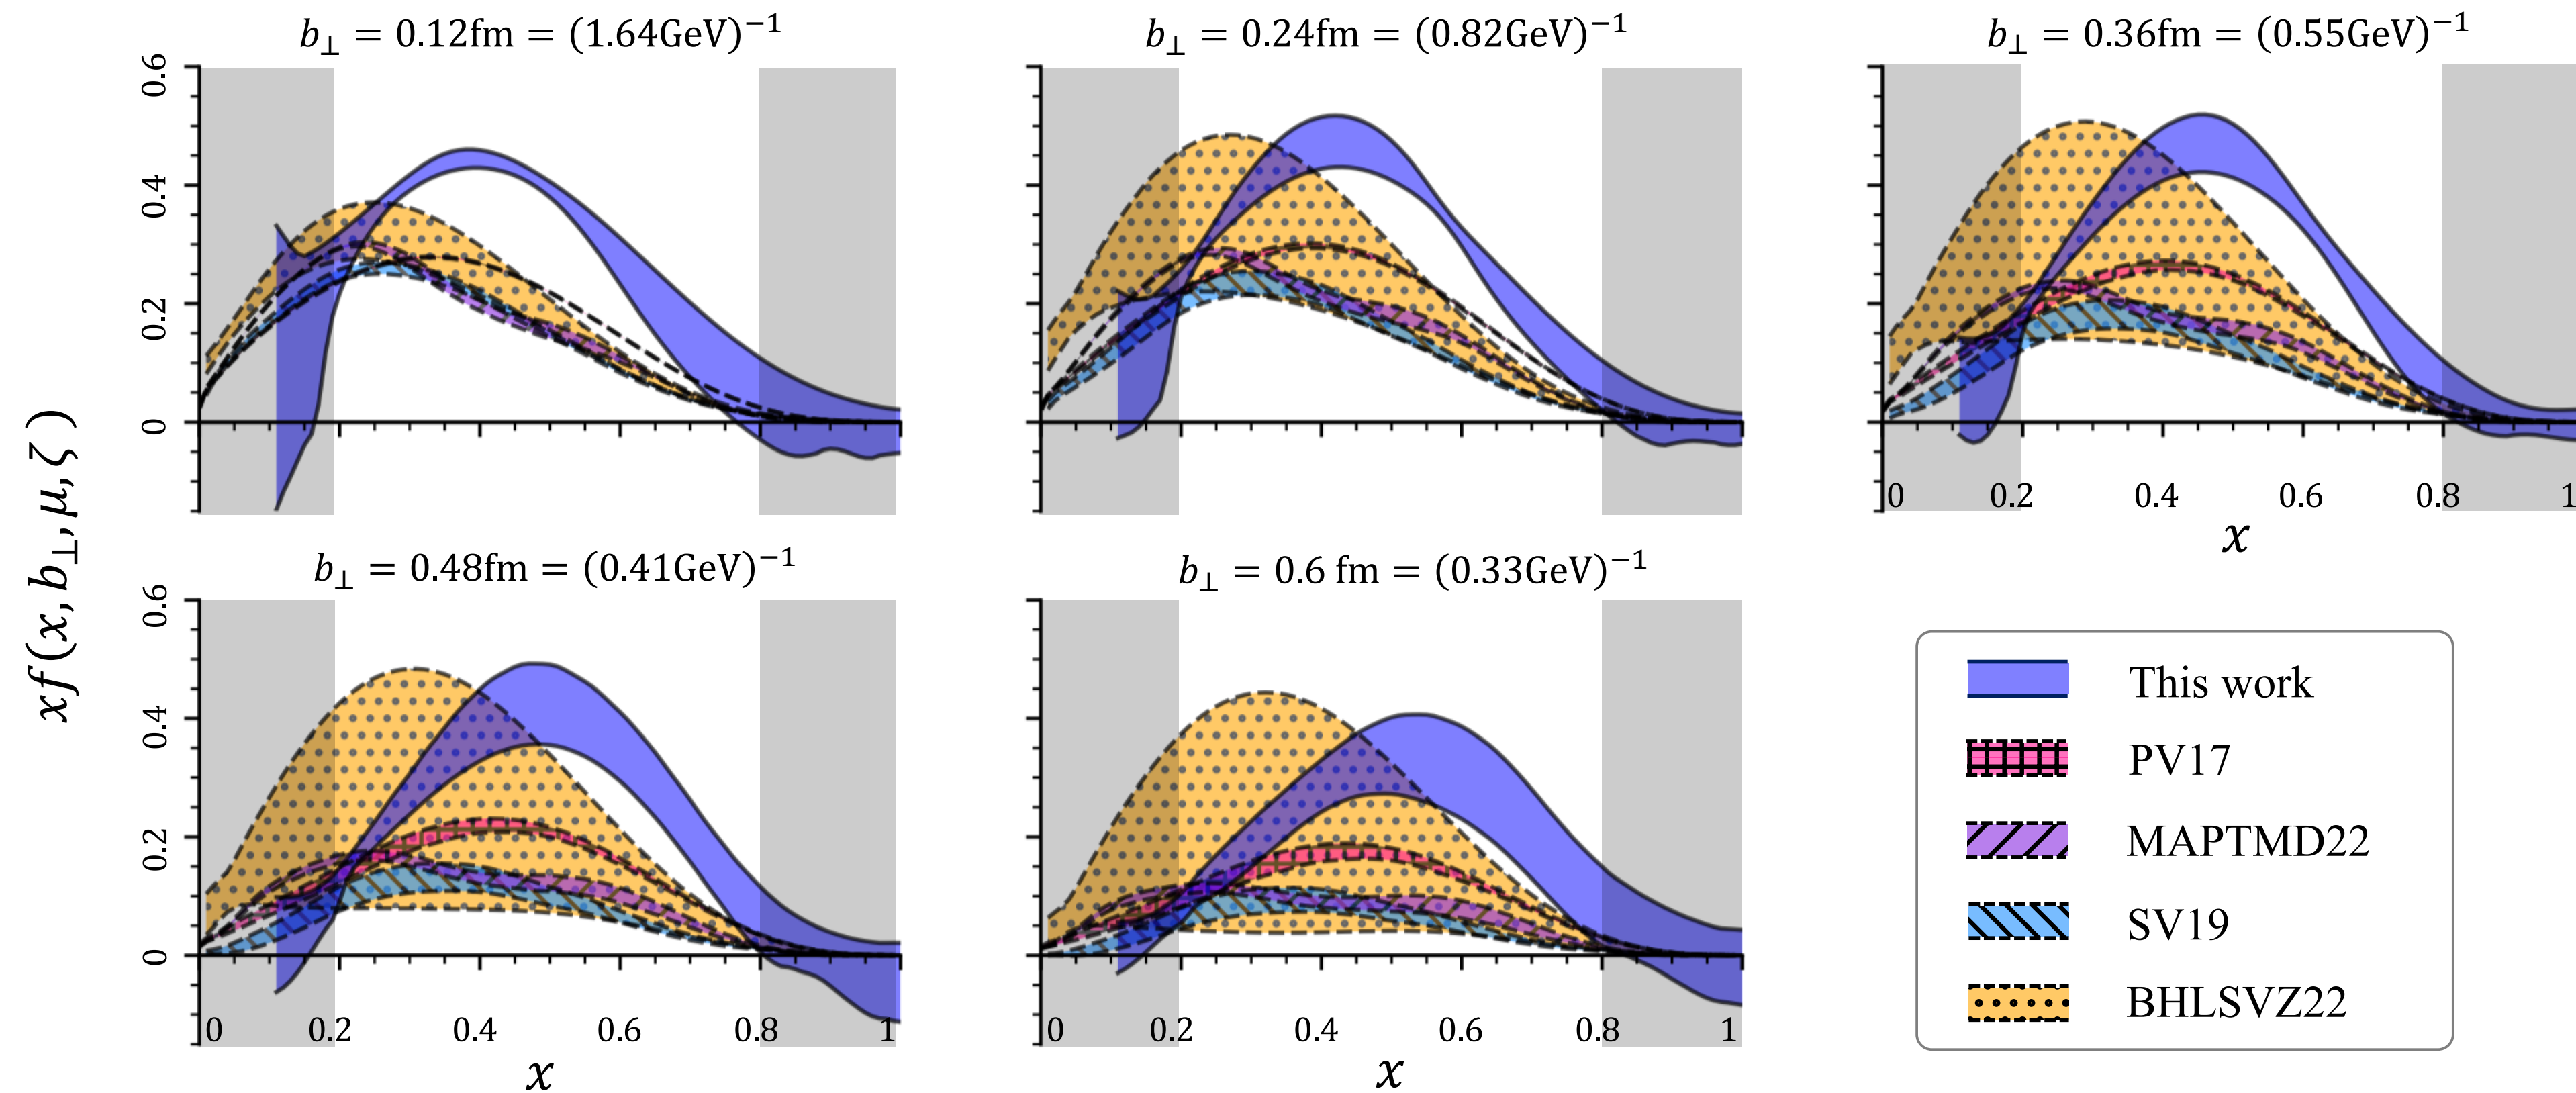 b⊥ = 0.12fm = (1.64GeV)⁻¹
b⊥ = 0.24fm = (0.82GeV)⁻¹
b⊥ = 0.36fm = (0.55GeV)⁻¹
0.6
0.4
0.2
0
0 0.2 0.4 0.6 0.8 1
x
xf(x, b⊥, μ, ζ)
b⊥ = 0.48fm = (0.41GeV)⁻¹
b⊥ = 0.6 fm = (0.33GeV)⁻¹
0.6
0.4
0.2
0
0 0.2 0.4 0.6 0.8 1
x
0 0.2 0.4 0.6 0.8 1
x
This work
PV17
MAPTMD22
SV19
BHLSVZ22